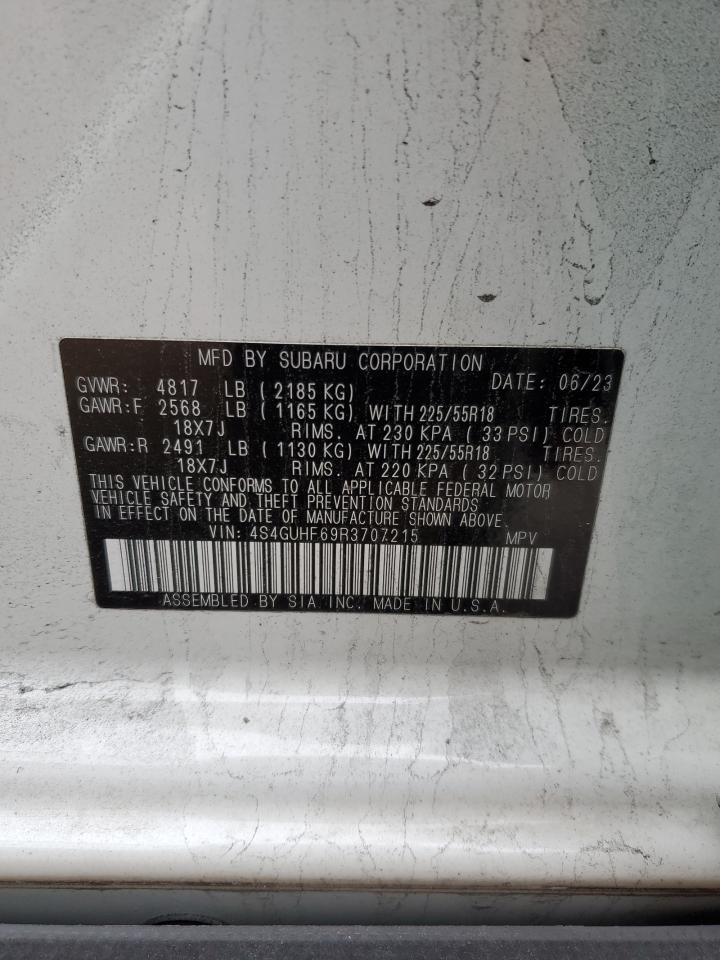 MFD BY SUBARU CORPORATION
DATE: 06/23
GVWR: 4817 LB ( 2185 KG)
GAWR:F 2568 LB ( 1165 KG) WITH 225/55R18 TIRES.
18X7J RIMS. AT 230 KPA ( 33 PSI) COLD
GAWR:R 2491 LB ( 1130 KG) WITH 225/55R18 TIRES.
18X7J RIMS. AT 220 KPA ( 32 PSI) COLD
THIS VEHICLE CONFORMS TO ALL APPLICABLE FEDERAL MOTOR
VEHICLE SAFETY AND THEFT PREVENTION STANDARDS
IN EFFECT ON THE DATE OF MANUFACTURE SHOWN ABOVE.
VIN: 4S4GUHF69R3707215 MPV
ASSEMBLED BY SIA INC. MADE IN U.S.A.